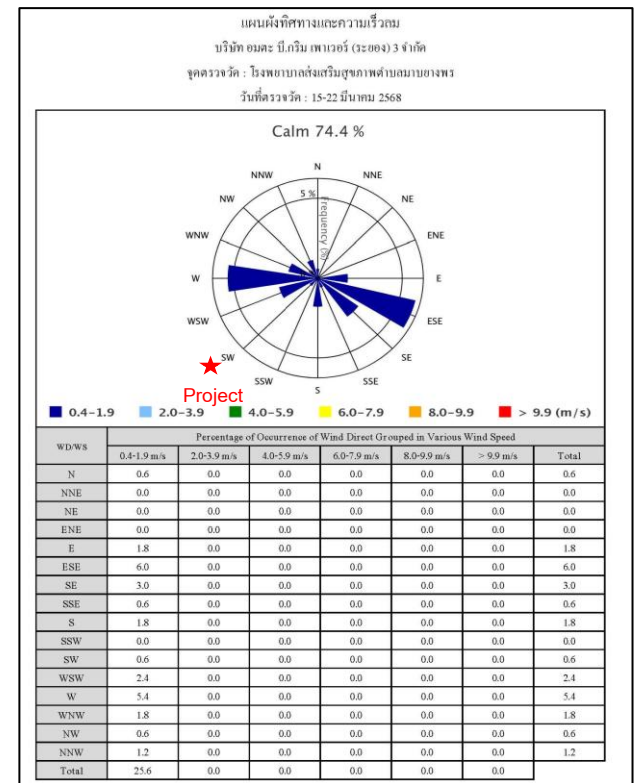 แผนผังทิศทางและความเร็วลม
บริษัท อมตะ บี.กริม เพาเวอร์ (ระยอง) 3 จำกัด
จุดตรวจวัด : โรงพยาบาลส่งเสริมสุขภาพตำบลมาบยางพร
วันที่ตรวจวัด : 15-22 มีนาคม 2568
Calm 74.4 %
N
NNW NNE
NW 5 % NE
Frequency (%)
WNW ENE
W E
WSW ESE
SW SE
SSW SSE
S
Project
0.4-1.9 2.0-3.9 4.0-5.9 6.0-7.9 8.0-9.9 > 9.9 (m/s)
WD/WS Percentage of Occurrence of Wind Direct Grouped in Various Wind Speed
0.4-1.9 m/s 2.0-3.9 m/s 4.0-5.9 m/s 6.0-7.9 m/s 8.0-9.9 m/s > 9.9 m/s Total
N 0.6 0.0 0.0 0.0 0.0 0.0 0.6
NNE 0.0 0.0 0.0 0.0 0.0 0.0 0.0
NE 0.0 0.0 0.0 0.0 0.0 0.0 0.0
ENE 0.0 0.0 0.0 0.0 0.0 0.0 0.0
E 1.8 0.0 0.0 0.0 0.0 0.0 1.8
ESE 6.0 0.0 0.0 0.0 0.0 0.0 6.0
SE 3.0 0.0 0.0 0.0 0.0 0.0 3.0
SSE 0.6 0.0 0.0 0.0 0.0 0.0 0.6
S 1.8 0.0 0.0 0.0 0.0 0.0 1.8
SSW 0.0 0.0 0.0 0.0 0.0 0.0 0.0
SW 0.6 0.0 0.0 0.0 0.0 0.0 0.6
WSW 2.4 0.0 0.0 0.0 0.0 0.0 2.4
W 5.4 0.0 0.0 0.0 0.0 0.0 5.4
WNW 1.8 0.0 0.0 0.0 0.0 0.0 1.8
NW 0.6 0.0 0.0 0.0 0.0 0.0 0.6
NNW 1.2 0.0 0.0 0.0 0.0 0.0 1.2
Total 25.6 0.0 0.0 0.0 0.0 0.0